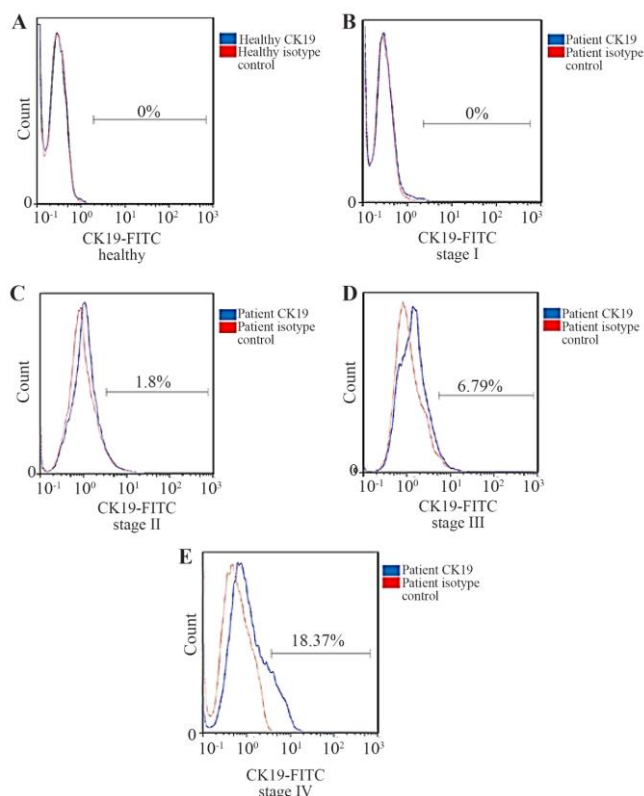 A
Healthy CK19
Healthy isotype
control
Count
0%
0
10-1 100 101 102 103
CK19-FITC
healthy
B
Patient CK19
Patient isotype
control
Count
0%
0
10-1 100 101 102 103
CK19-FITC
stage I
C
Patient CK19
Patient isotype
control
Count
1.8%
0
10-1 100 101 102 103
CK19-FITC
stage II
D
Patient CK19
Patient isotype
control
Count
6.79%
0
10-1 100 101 102 103
CK19-FITC
stage III
E
Patient CK19
Patient isotype
control
Count
18.37%
0
10-1 100 101 102 103
CK19-FITC
stage IV